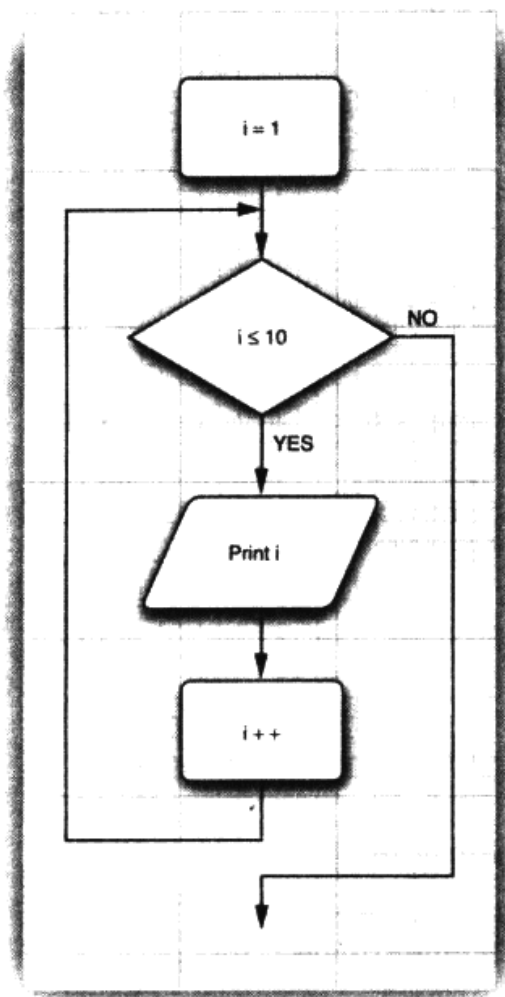 i = 1
i ≤ 10
NO
YES
Print i
i + +